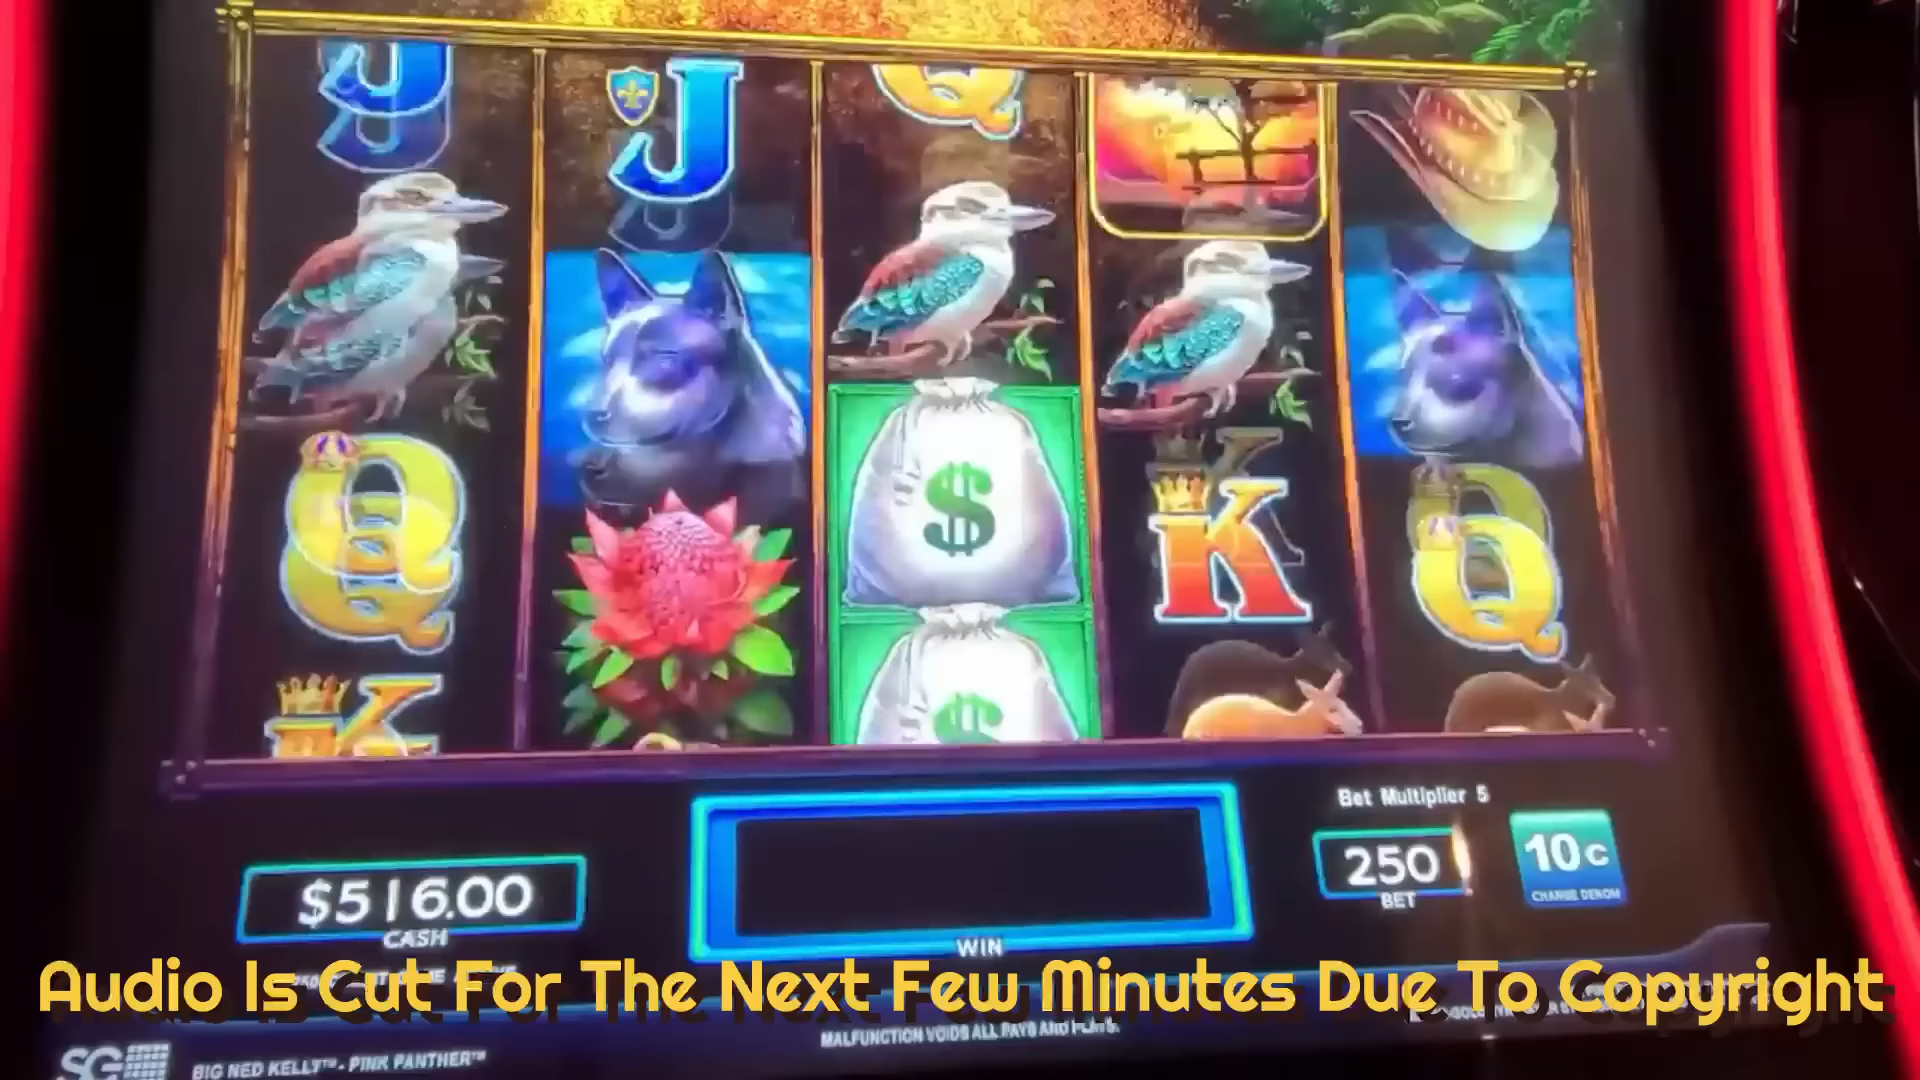 J
J
Q
$
K
Q
Q
K
$
Bet Multiplier 5
$516.00
CASH
WIN
250
BET
10c
CHANGE DENOM
Audio Is Cut For The Next Few Minutes Due To Copyright
MALFUNCTION VOIDS ALL PAYS AND PLAYS.
SG
BIG NED KELLY™ - PINK PANTHER™